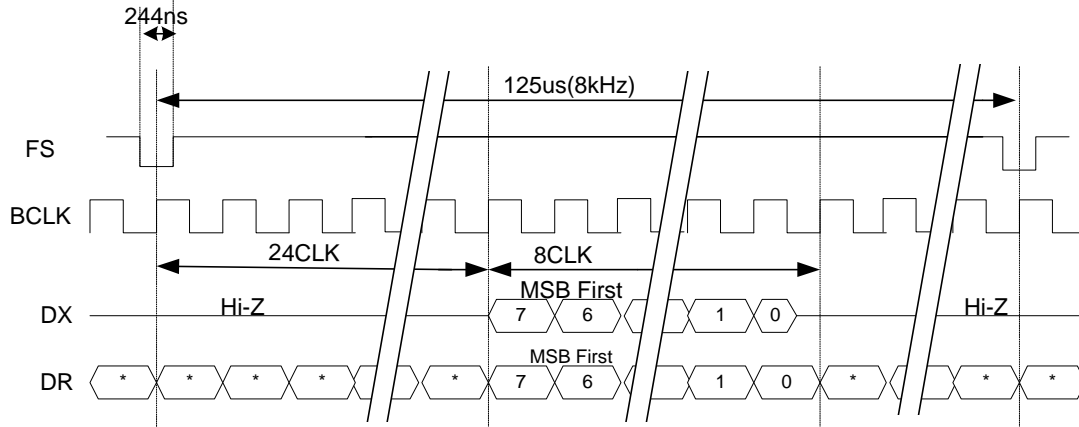 244ns
125us(8kHz)
FS
BCLK
24CLK 8CLK
MSB First
DX Hi-Z 7 6 1 0 Hi-Z
MSB First
DR * * * * * 7 6 1 0 * * *